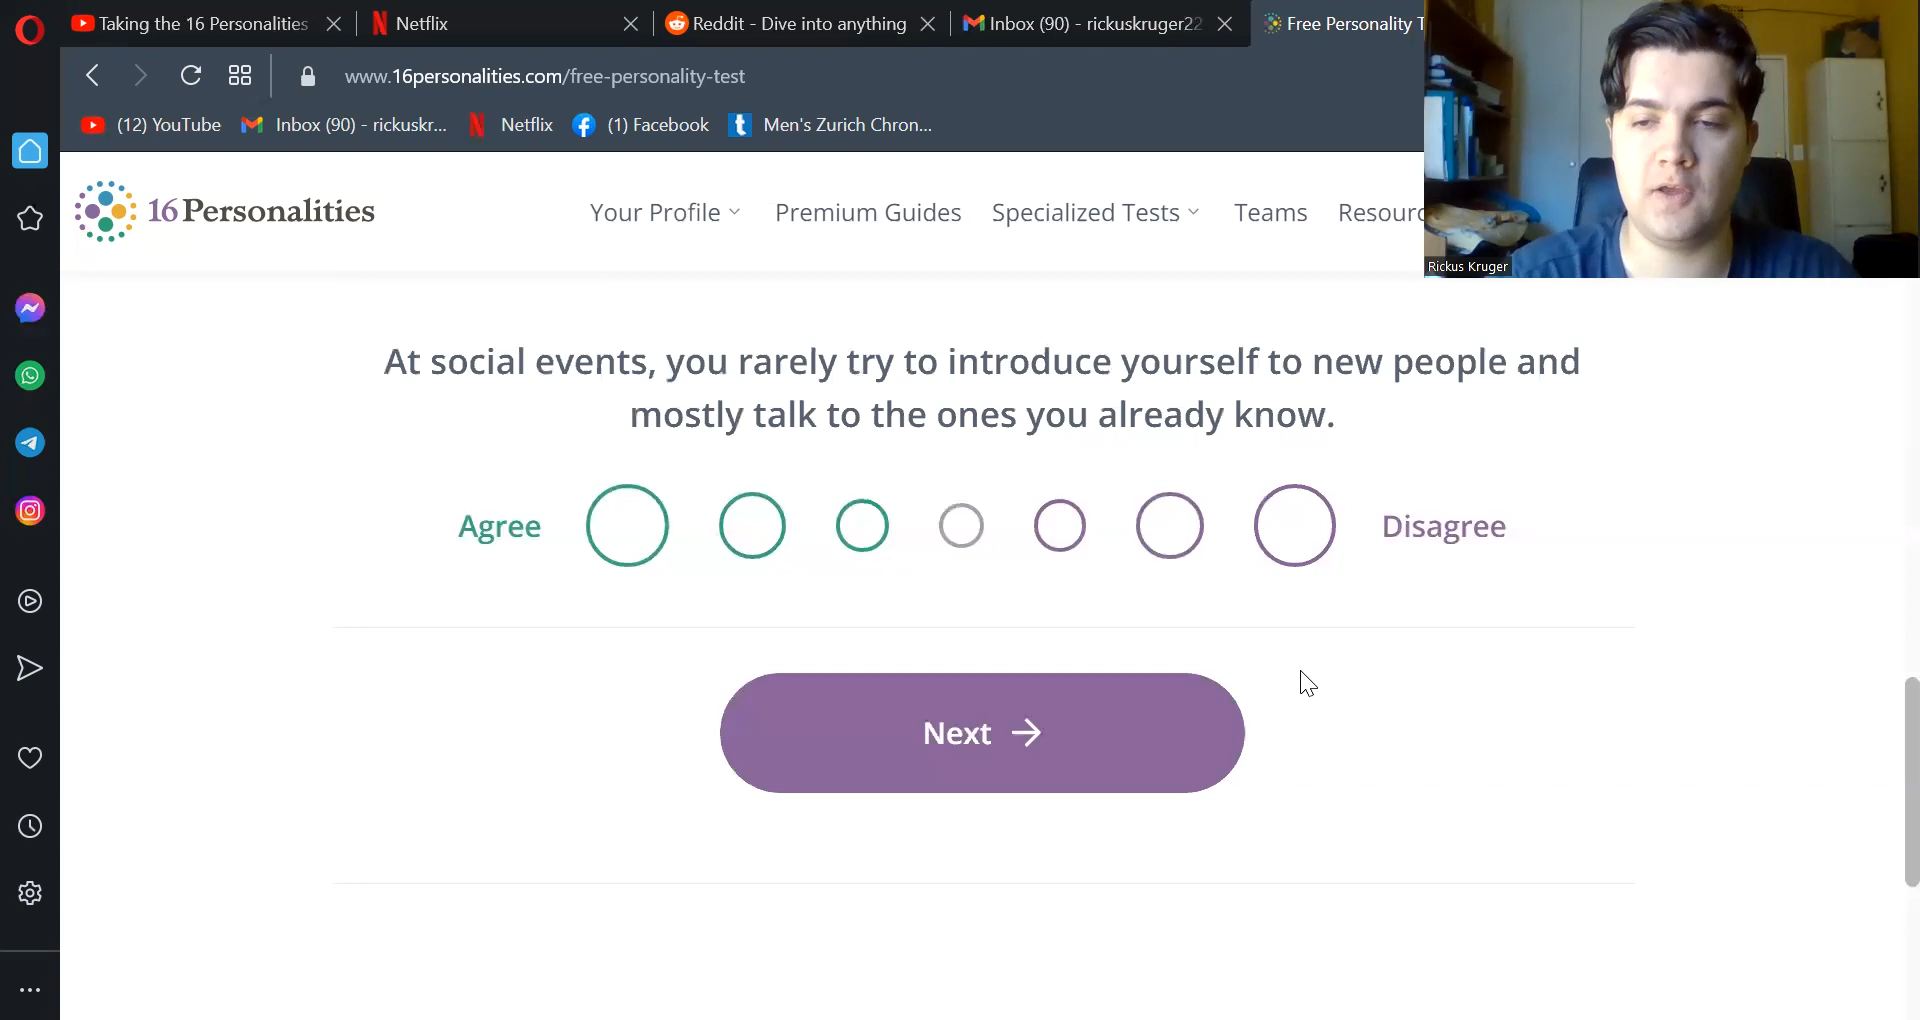 Taking the 16 Personalities
Netflix
Reddit - Dive into anything
Inbox (90) - rickuskruger22
Free Personality T
www.16personalities.com/free-personality-test
(12) YouTube
Inbox (90) - rickuskr...
Netflix
(1) Facebook
Men's Zurich Chron...
16Personalities
Your Profile
Premium Guides
Specialized Tests
Teams
Resourc
Rickus Kruger
At social events, you rarely try to introduce yourself to new people and
mostly talk to the ones you already know.
Agree
Disagree
Next